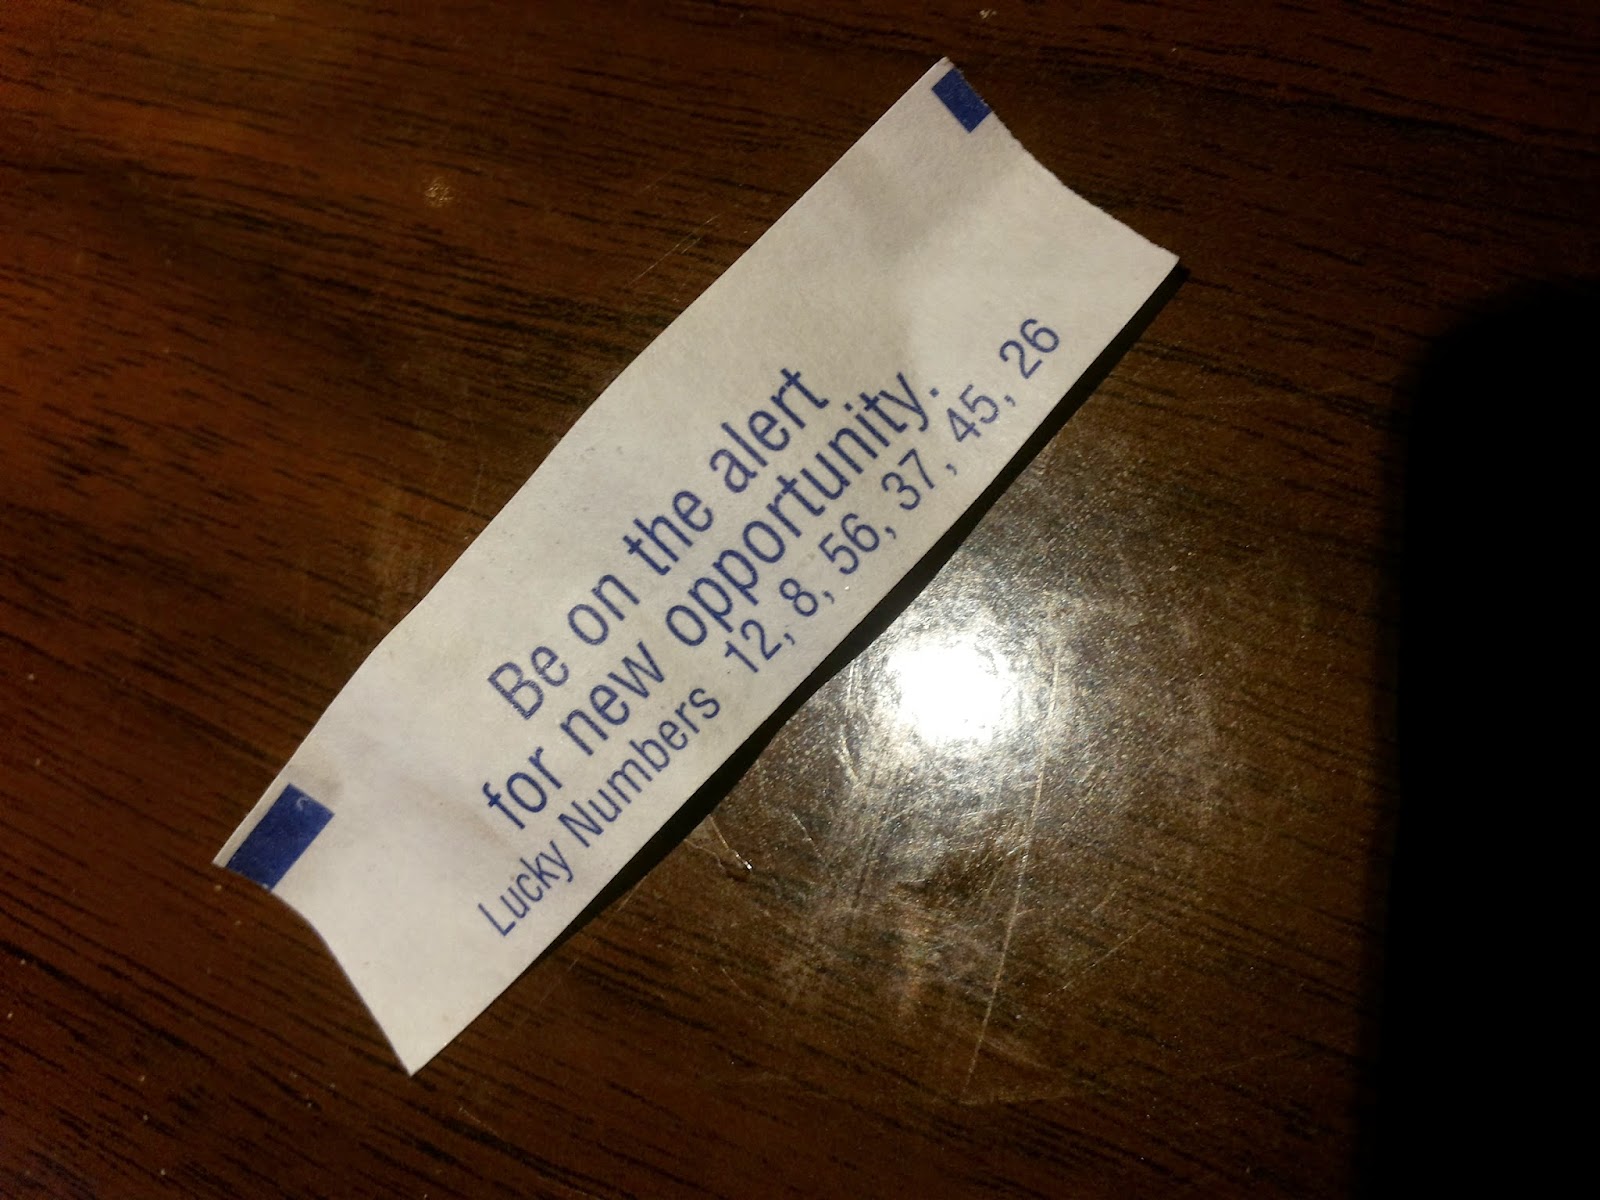 Be on the alert
for new opportunity.
Lucky Numbers 12, 8, 56, 37, 45, 26